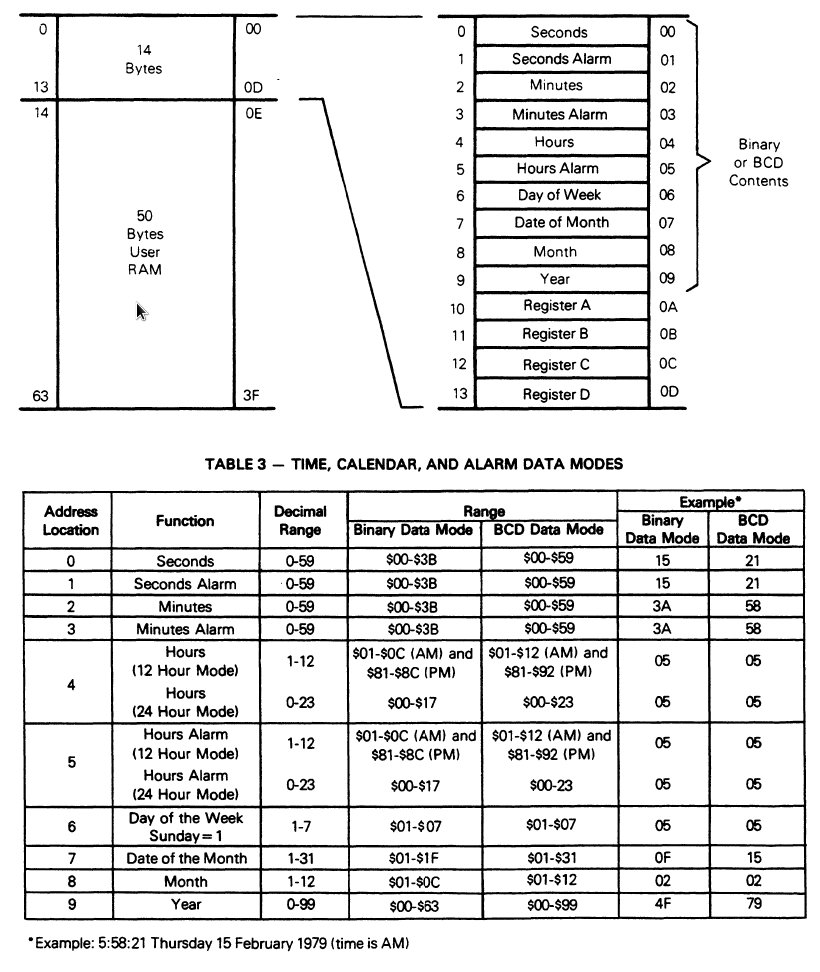 0 00
14
Bytes
13 0D
14 0E
50
Bytes
User
RAM
63 3F
0 Seconds 00
1 Seconds Alarm 01
2 Minutes 02
3 Minutes Alarm 03
4 Hours 04
5 Hours Alarm 05
6 Day of Week 06
7 Date of Month 07
8 Month 08
9 Year 09
10 Register A 0A
11 Register B 0B
12 Register C 0C
13 Register D 0D
Binary
or BCD
Contents
TABLE 3 — TIME, CALENDAR, AND ALARM DATA MODES
Address Location Function Decimal Range Range Example*
Binary Data Mode BCD Data Mode Binary Data Mode BCD Data Mode
0 Seconds 0-59 $00-$3B $00-$59 15 21
1 Seconds Alarm 0-59 $00-$3B $00-$59 15 21
2 Minutes 0-59 $00-$3B $00-$59 3A 58
3 Minutes Alarm 0-59 $00-$3B $00-$59 3A 58
4 Hours (12 Hour Mode) 1-12 $01-$0C (AM) and $81-$8C (PM) $01-$12 (AM) and $81-$92 (PM) 05 05
Hours (24 Hour Mode) 0-23 $00-$17 $00-$23 05 05
5 Hours Alarm (12 Hour Mode) 1-12 $01-$0C (AM) and $81-$8C (PM) $01-$12 (AM) and $81-$92 (PM) 05 05
Hours Alarm (24 Hour Mode) 0-23 $00-$17 $00-23 05 05
6 Day of the Week Sunday=1 1-7 $01-$07 $01-$07 05 05
7 Date of the Month 1-31 $01-$1F $01-$31 0F 15
8 Month 1-12 $01-$0C $01-$12 02 02
9 Year 0-99 $00-$63 $00-$99 4F 79
*Example: 5:58:21 Thursday 15 February 1979 (time is AM)